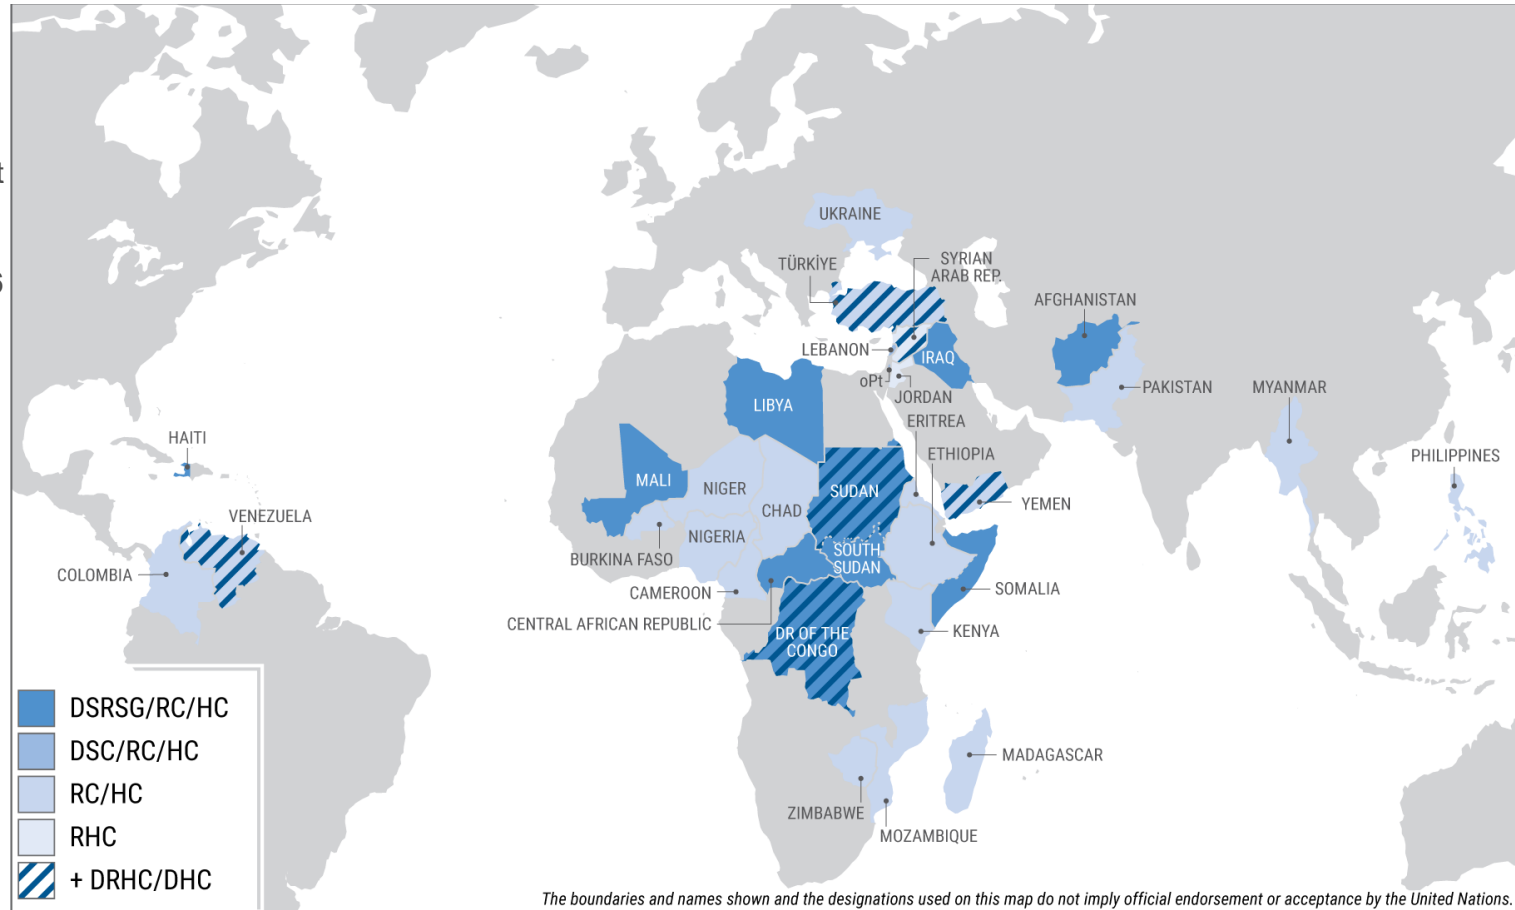 t
S
UKRAINE
TÜRKİYE
SYRIAN
ARAB REP.
AFGHANISTAN
LEBANON
IRAQ
oPt
JORDAN
PAKISTAN
MYANMAR
LIBYA
ERITREA
HAITI
ETHIOPIA
PHILIPPINES
MALI
NIGER
SUDAN
YEMEN
CHAD
VENEZUELA
NIGERIA
BURKINA FASO
SOUTH
SUDAN
COLOMBIA
CAMEROON
SOMALIA
CENTRAL AFRICAN REPUBLIC
KENYA
DR OF THE
CONGO
MADAGASCAR
ZIMBABWE
MOZAMBIQUE
DSRSG/RC/HC
DSC/RC/HC
RC/HC
RHC
+ DRHC/DHC
The boundaries and names shown and the designations used on this map do not imply official endorsement or acceptance by the United Nations.